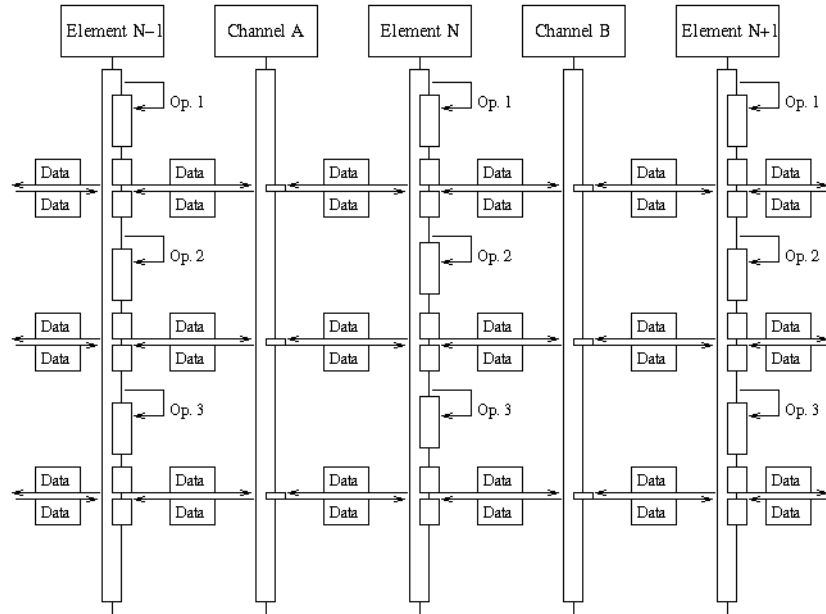 Element N−1 Channel A Element N Channel B Element N+1
Op. 1 Op. 1 Op. 1
Data Data Data Data Data Data
Data Data Data Data Data Data
Op. 2 Op. 2 Op. 2
Data Data Data Data Data Data
Data Data Data Data Data Data
Op. 3 Op. 3 Op. 3
Data Data Data Data Data Data
Data Data Data Data Data Data